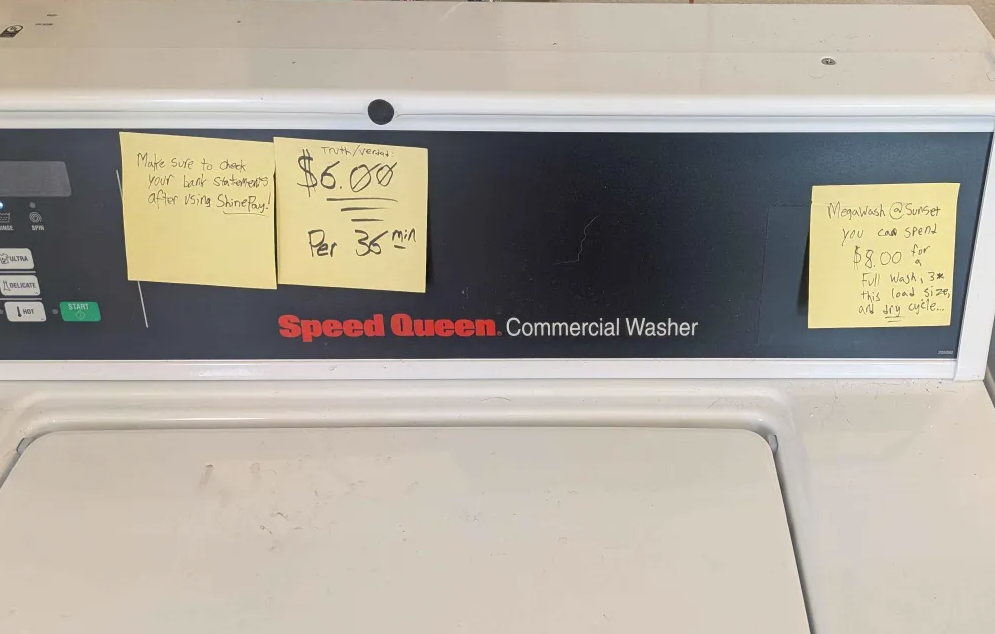 RINSE
SPIN
ULTRA
DELICATE
HOT
START
Make sure to check
your bank statements
after using ShinePay!
Truth/verdad:
$6.00
Per 36 min
Speed Queen® Commercial Washer
MegaWash @ Sunset
you can spend
$8.00 for
a
Full wash, 3x
this load size,
and dry cycle...